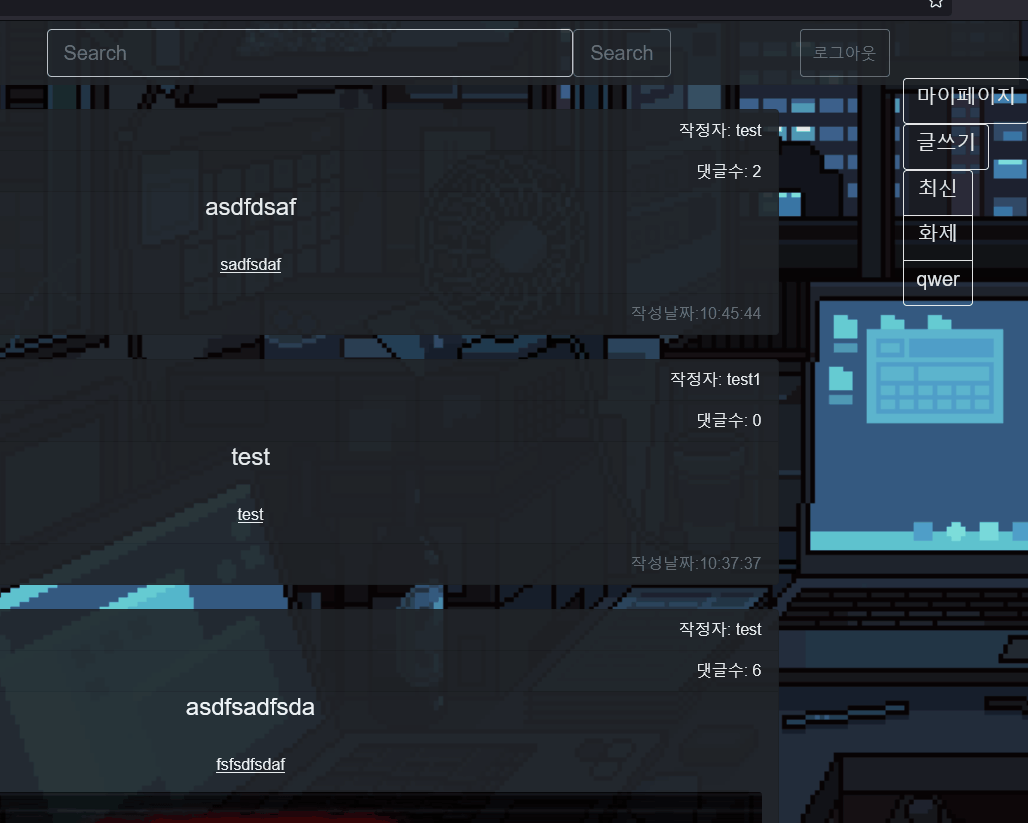 Search
Search
로그아웃
마이페이지
글쓰기
최신
화제
qwer
작정자: test
댓글수: 2
asdfdsaf
sadfsdaf
작성날짜:10:45:44
작정자: test1
댓글수: 0
test
test
작성날짜:10:37:37
작정자: test
댓글수: 6
asdfsadfsda
fsfsdfsdaf